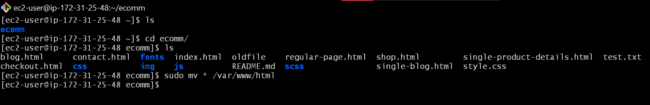 ec2-user@ip-172-31-25-48:~/ecomm
[ec2-user@ip-172-31-25-48 ~]$ ls
ecomm
[ec2-user@ip-172-31-25-48 ~]$ cd ecomm/
[ec2-user@ip-172-31-25-48 ecomm]$ ls
blog.html contact.html fonts index.html oldfile regular-page.html shop.html single-product-details.html test.txt
checkout.html css img js README.md scss single-blog.html style.css
[ec2-user@ip-172-31-25-48 ecomm]$ sudo mv * /var/www/html
[ec2-user@ip-172-31-25-48 ecomm]$